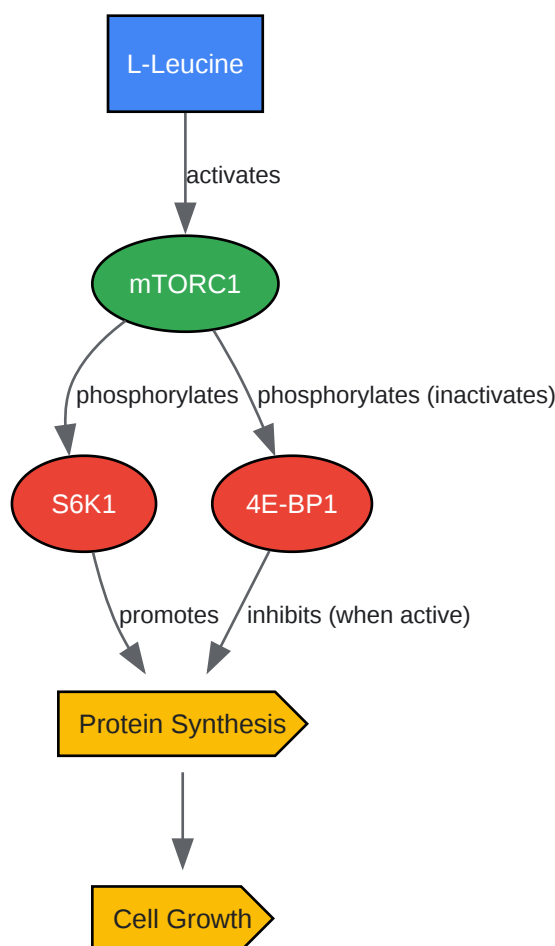 L-Leucine
activates
mTORC1
phosphorylates
phosphorylates (inactivates)
S6K1
4E-BP1
promotes
inhibits (when active)
Protein Synthesis
Cell Growth